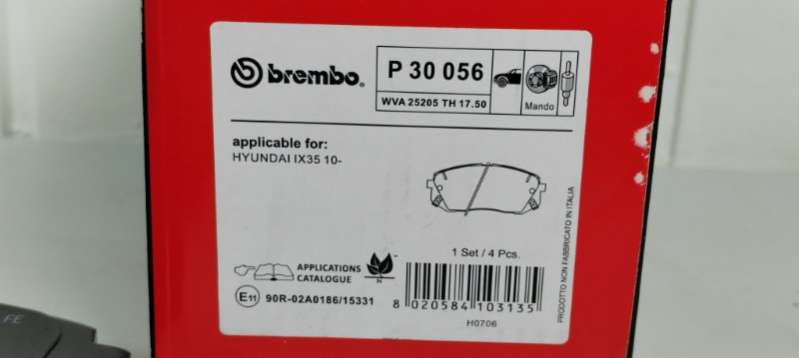 brembo.
P 30 056
WVA 25205 TH 17.50
Mando
applicable for:
HYUNDAI IX35 10-
1 Set / 4 Pcs.
APPLICATIONS
CATALOGUE
N
E11 90R-02A0186/15331
8 020584 103135
H0706
PRODOTTO NON FABBRICATO IN ITALIA
FE